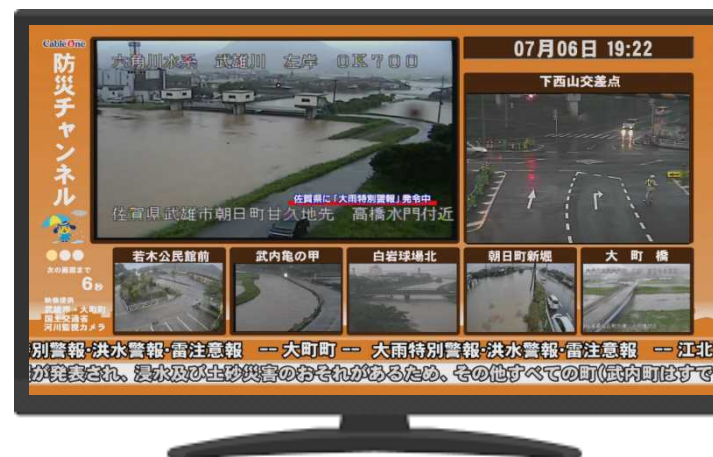 CableOne
防災チャンネル
六角川水系 武雄川 左岸 0K700
佐賀県に「大雨特別警報」発令中
佐賀県武雄市朝日町甘久地先 高橋水門付近
07月06日 19:22
下西山交差点
若木公民館前
武内亀の甲
白岩球場北
朝日町新堀
大町橋
次の画面まで
6秒
映像提供
武雄市・大町町
国土交通省
河川監視カメラ
別警報・洪水警報・雷注意報 -- 大町町 -- 大雨特別警報・洪水警報・雷注意報 -- 江北
が発表され、浸水及び土砂災害のおそれがあるため、その他すべての町(武内町はすで